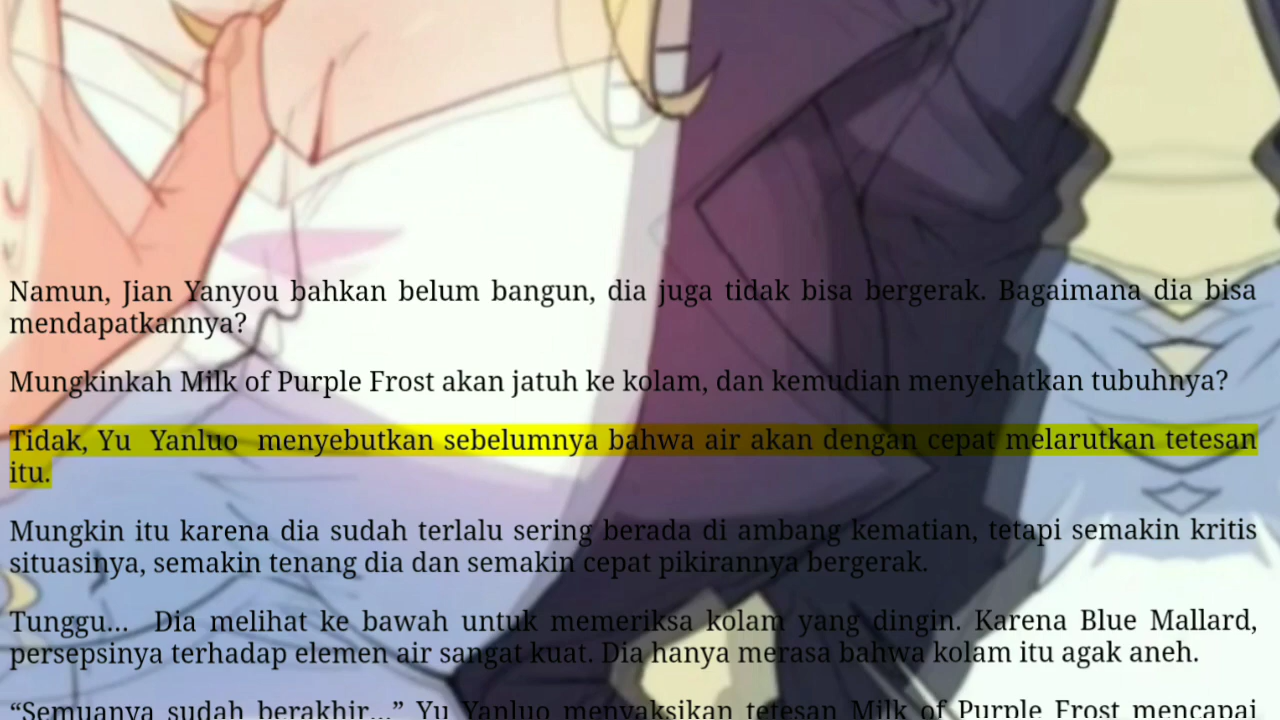 Namun, Jian Yanyou bahkan belum bangun, dia juga tidak bisa bergerak. Bagaimana dia bisa
mendapatkannya?
Mungkinkah Milk of Purple Frost akan jatuh ke kolam, dan kemudian menyehatkan tubuhnya?
Tidak, Yu Yanluo menyebutkan sebelumnya bahwa air akan dengan cepat melarutkan tetesan
itu.
Mungkin itu karena dia sudah terlalu sering berada di ambang kematian, tetapi semakin kritis
situasinya, semakin tenang dia dan semakin cepat pikirannya bergerak.
Tunggu... Dia melihat ke bawah untuk memeriksa kolam yang dingin. Karena Blue Mallard,
persepsinya terhadap elemen air sangat kuat. Dia hanya merasa bahwa kolam itu agak aneh.
“Semuanya sudah berakhir...” Yu Yanluo menyaksikan tetesan Milk of Purple Frost mencapai